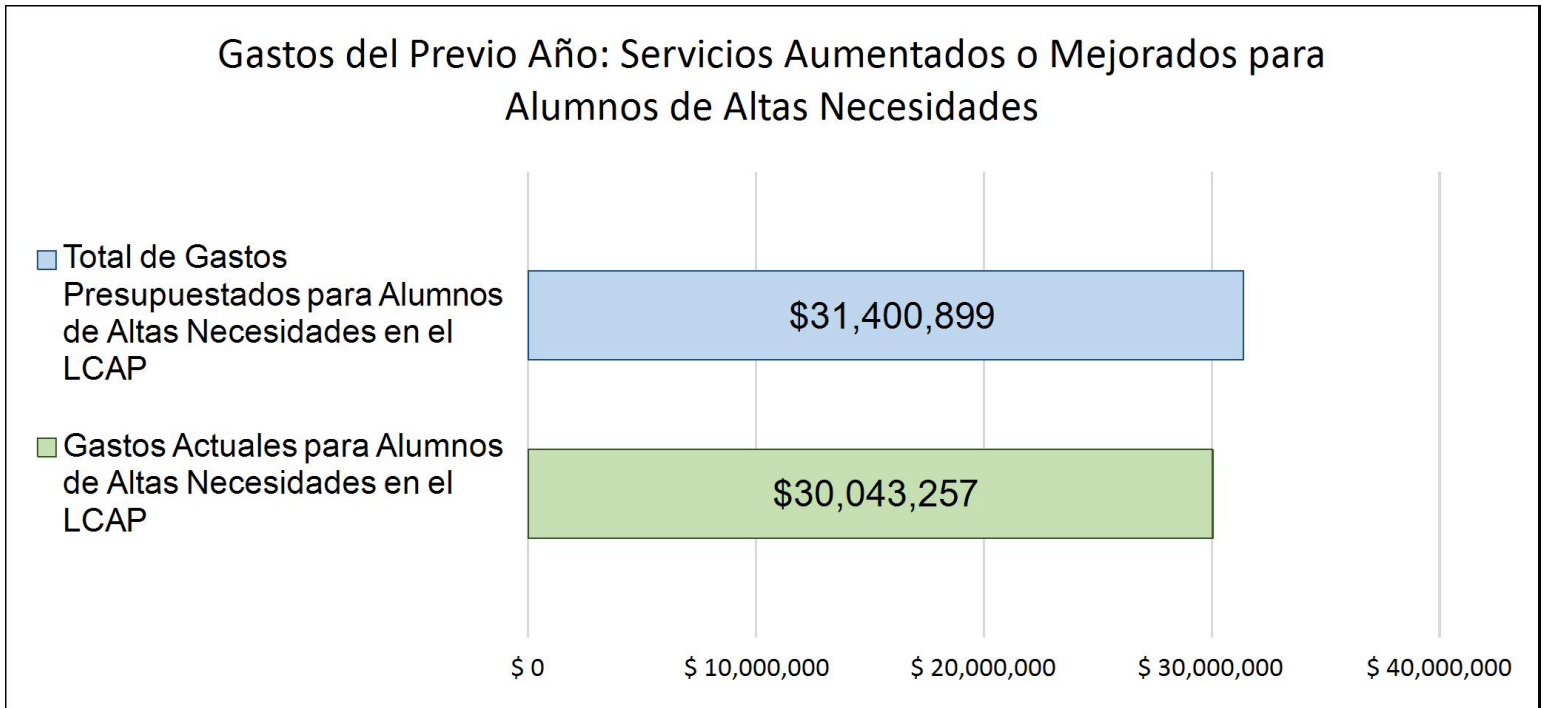 Gastos del Previo Año: Servicios Aumentados o Mejorados para
Alumnos de Altas Necesidades
Total de Gastos
Presupuestados para Alumnos
de Altas Necesidades en el
LCAP
$31,400,899
Gastos Actuales para Alumnos
de Altas Necesidades en el
LCAP
$30,043,257
$ 0
$ 10,000,000
$ 20,000,000
$ 30,000,000
$ 40,000,000